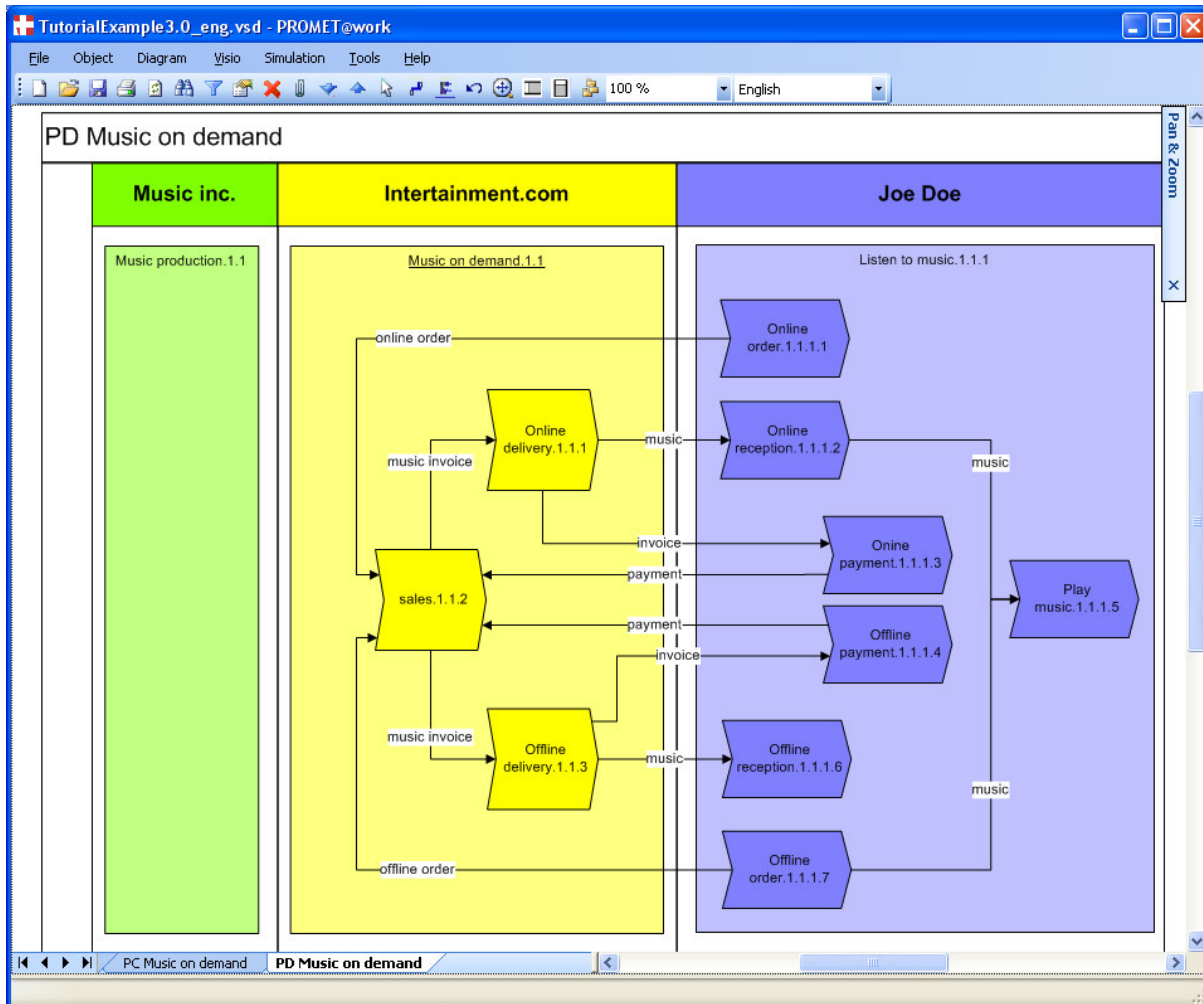 TutorialExample3.0_eng.vsd - PROMET@work
File Object Diagram Visio Simulation Tools Help
100 % English
PD Music on demand
Pan & Zoom
Music inc. Intertainment.com Joe Doe
Music production.1.1
Music on demand.1.1
Listen to music.1.1.1
online order
Online
order.1.1.1.1
Online
delivery.1.1.1
music invoice
music
Online
reception.1.1.1.2
music
invoice
Onine
payment.1.1.1.3
payment
sales.1.1.2
Play
music.1.1.1.5
payment
Offline
payment.1.1.1.4
invoice
music invoice
Offline
delivery.1.1.3
music
Offline
reception.1.1.1.6
music
offline order
Offline
order.1.1.1.7
PC Music on demand
PD Music on demand